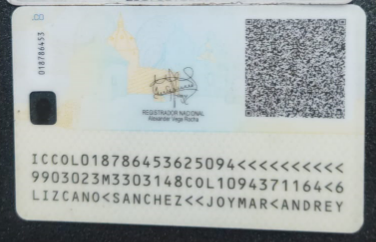 018786453
REGISTRADOR NACIONAL
Alexander Vega Rocha
ICCOL018786453625094<<<<<<<<<<
9903023M3303148COL1094371164<6
LIZCANO<SANCHEZ<<JOYMAR<ANDREY